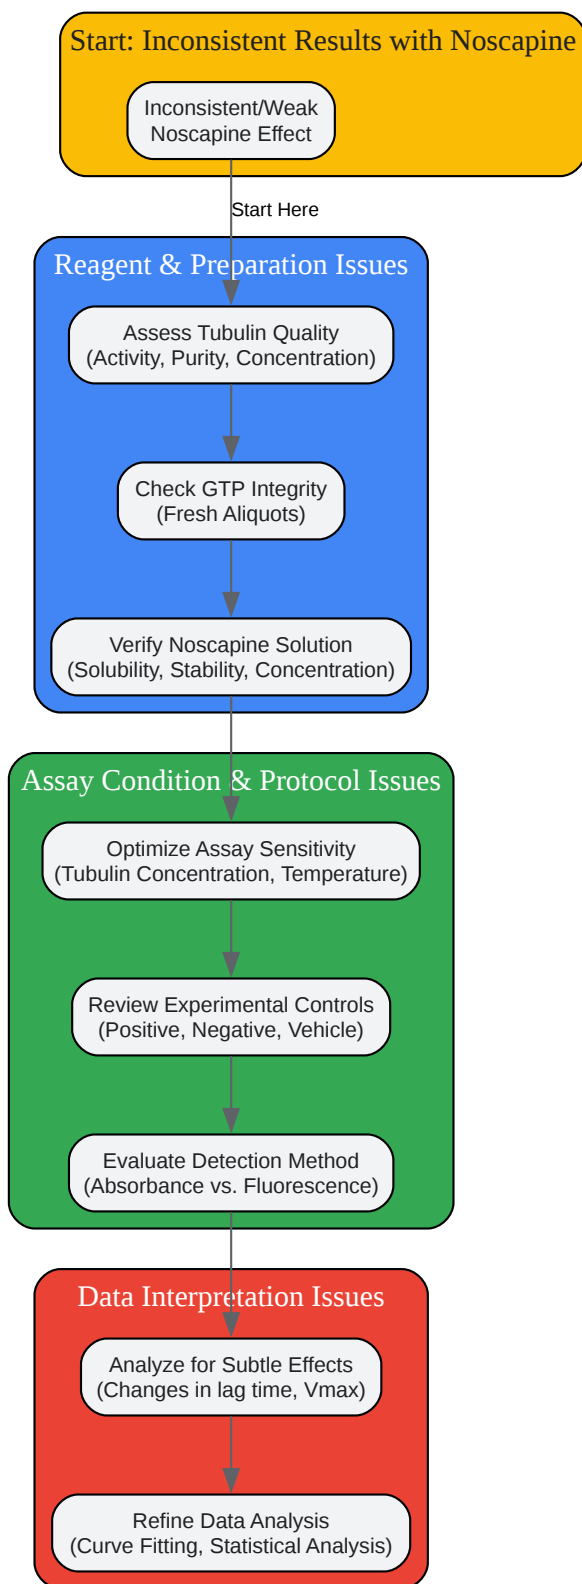 Start: Inconsistent Results with Noscapine
Inconsistent/Weak
Noscapine Effect
Start Here
Reagent & Preparation Issues
Assess Tubulin Quality
(Activity, Purity, Concentration)
Check GTP Integrity
(Fresh Aliquots)
Verify Noscapine Solution
(Solubility, Stability, Concentration)
Assay Condition & Protocol Issues
Optimize Assay Sensitivity
(Tubulin Concentration, Temperature)
Review Experimental Controls
(Positive, Negative, Vehicle)
Evaluate Detection Method
(Absorbance vs. Fluorescence)
Data Interpretation Issues
Analyze for Subtle Effects
(Changes in lag time, Vmax)
Refine Data Analysis
(Curve Fitting, Statistical Analysis)